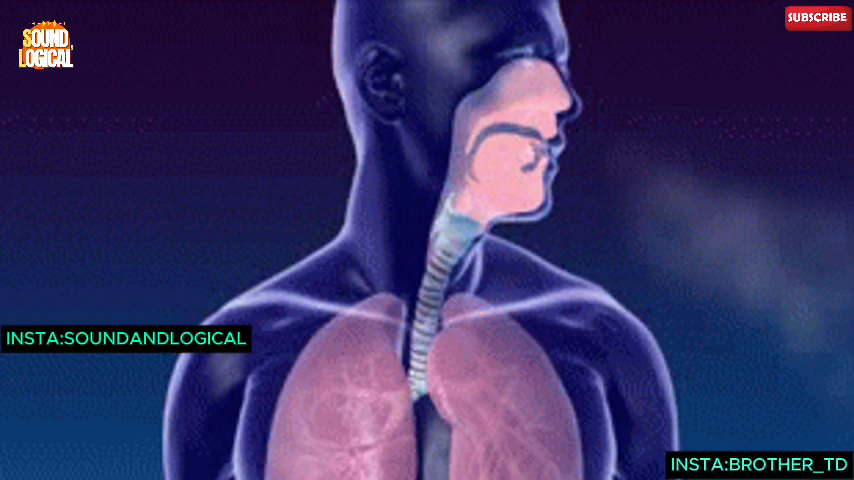 SOUND
LOGICAL
SUBSCRIBE
INSTA:SOUNDANDLOGICAL
INSTA:BROTHER_TD